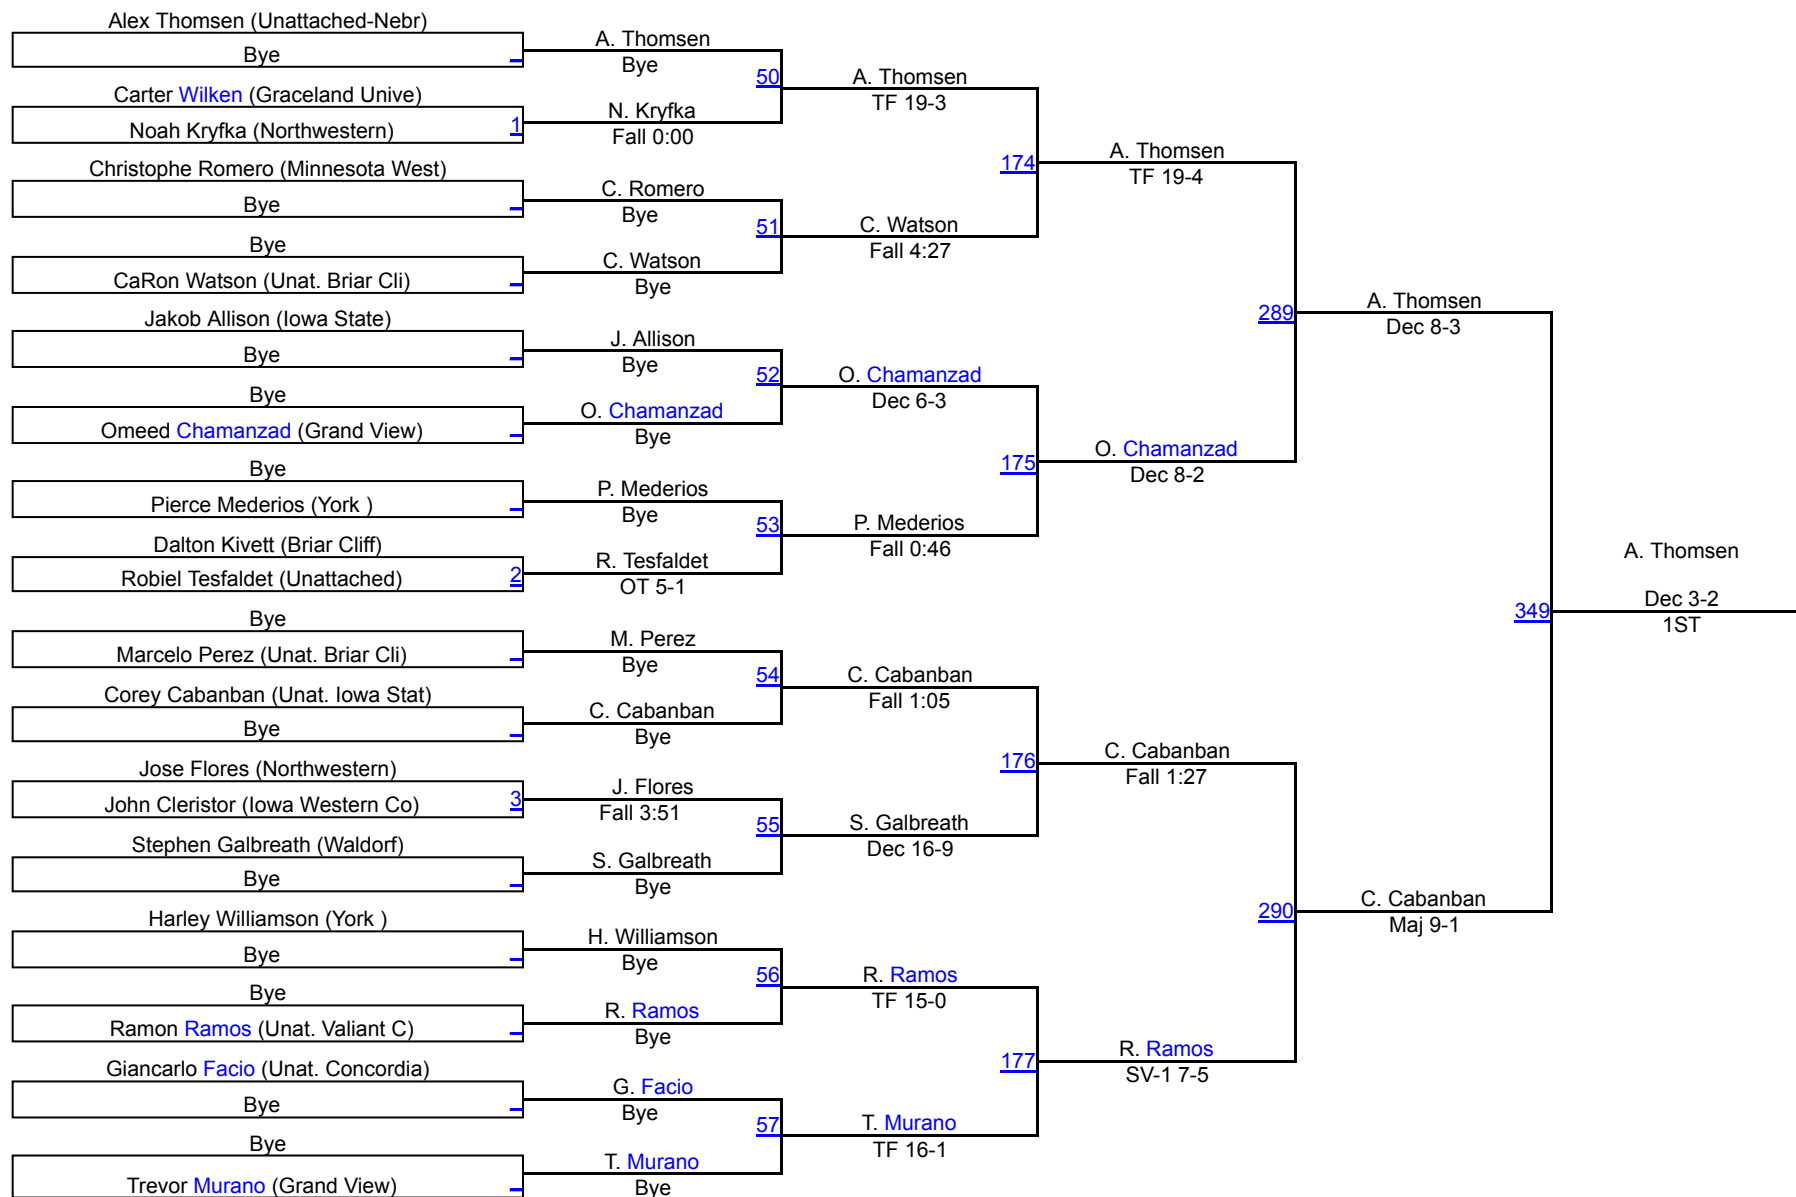 Alex Thomsen (Unattached-Nebr)
Bye
Carter Wilken (Graceland Unive)
Noah Kryfka (Northwestern)
1
Christophe Romero (Minnesota West)
Bye
Bye
CaRon Watson (Unat. Briar Cli)
Jakob Allison (Iowa State)
Bye
Bye
Omeed Chamanzad (Grand View)
Bye
Pierce Mederios (York )
Dalton Kivett (Briar Cliff)
Robiel Tesfaldet (Unattached)
2
Bye
Marcelo Perez (Unat. Briar Cli)
Corey Cabanban (Unat. Iowa Stat)
Bye
Jose Flores (Northwestern)
John Cleristor (Iowa Western Co)
3
Stephen Galbreath (Waldorf)
Bye
Harley Williamson (York )
Bye
Bye
Ramon Ramos (Unat. Valiant C)
Giancarlo Facio (Unat. Concordia)
Bye
Bye
Trevor Murano (Grand View)
A. Thomsen
Bye
50
N. Kryfka
Fall 0:00
C. Romero
Bye
51
C. Watson
Bye
J. Allison
Bye
52
O. Chamanzad
Bye
P. Mederios
Bye
53
R. Tesfaldet
OT 5-1
M. Perez
Bye
54
C. Cabanban
Bye
J. Flores
Fall 3:51
55
S. Galbreath
Bye
H. Williamson
Bye
56
R. Ramos
Bye
G. Facio
Bye
57
T. Murano
Bye
A. Thomsen
TF 19-3
174
C. Watson
Fall 4:27
O. Chamanzad
Dec 6-3
175
P. Mederios
Fall 0:46
C. Cabanban
Fall 1:05
176
S. Galbreath
Dec 16-9
R. Ramos
TF 15-0
177
T. Murano
TF 16-1
A. Thomsen
TF 19-4
289
O. Chamanzad
Dec 8-2
C. Cabanban
Fall 1:27
290
R. Ramos
SV-1 7-5
A. Thomsen
Dec 8-3
349
C. Cabanban
Maj 9-1
A. Thomsen
Dec 3-2
1ST